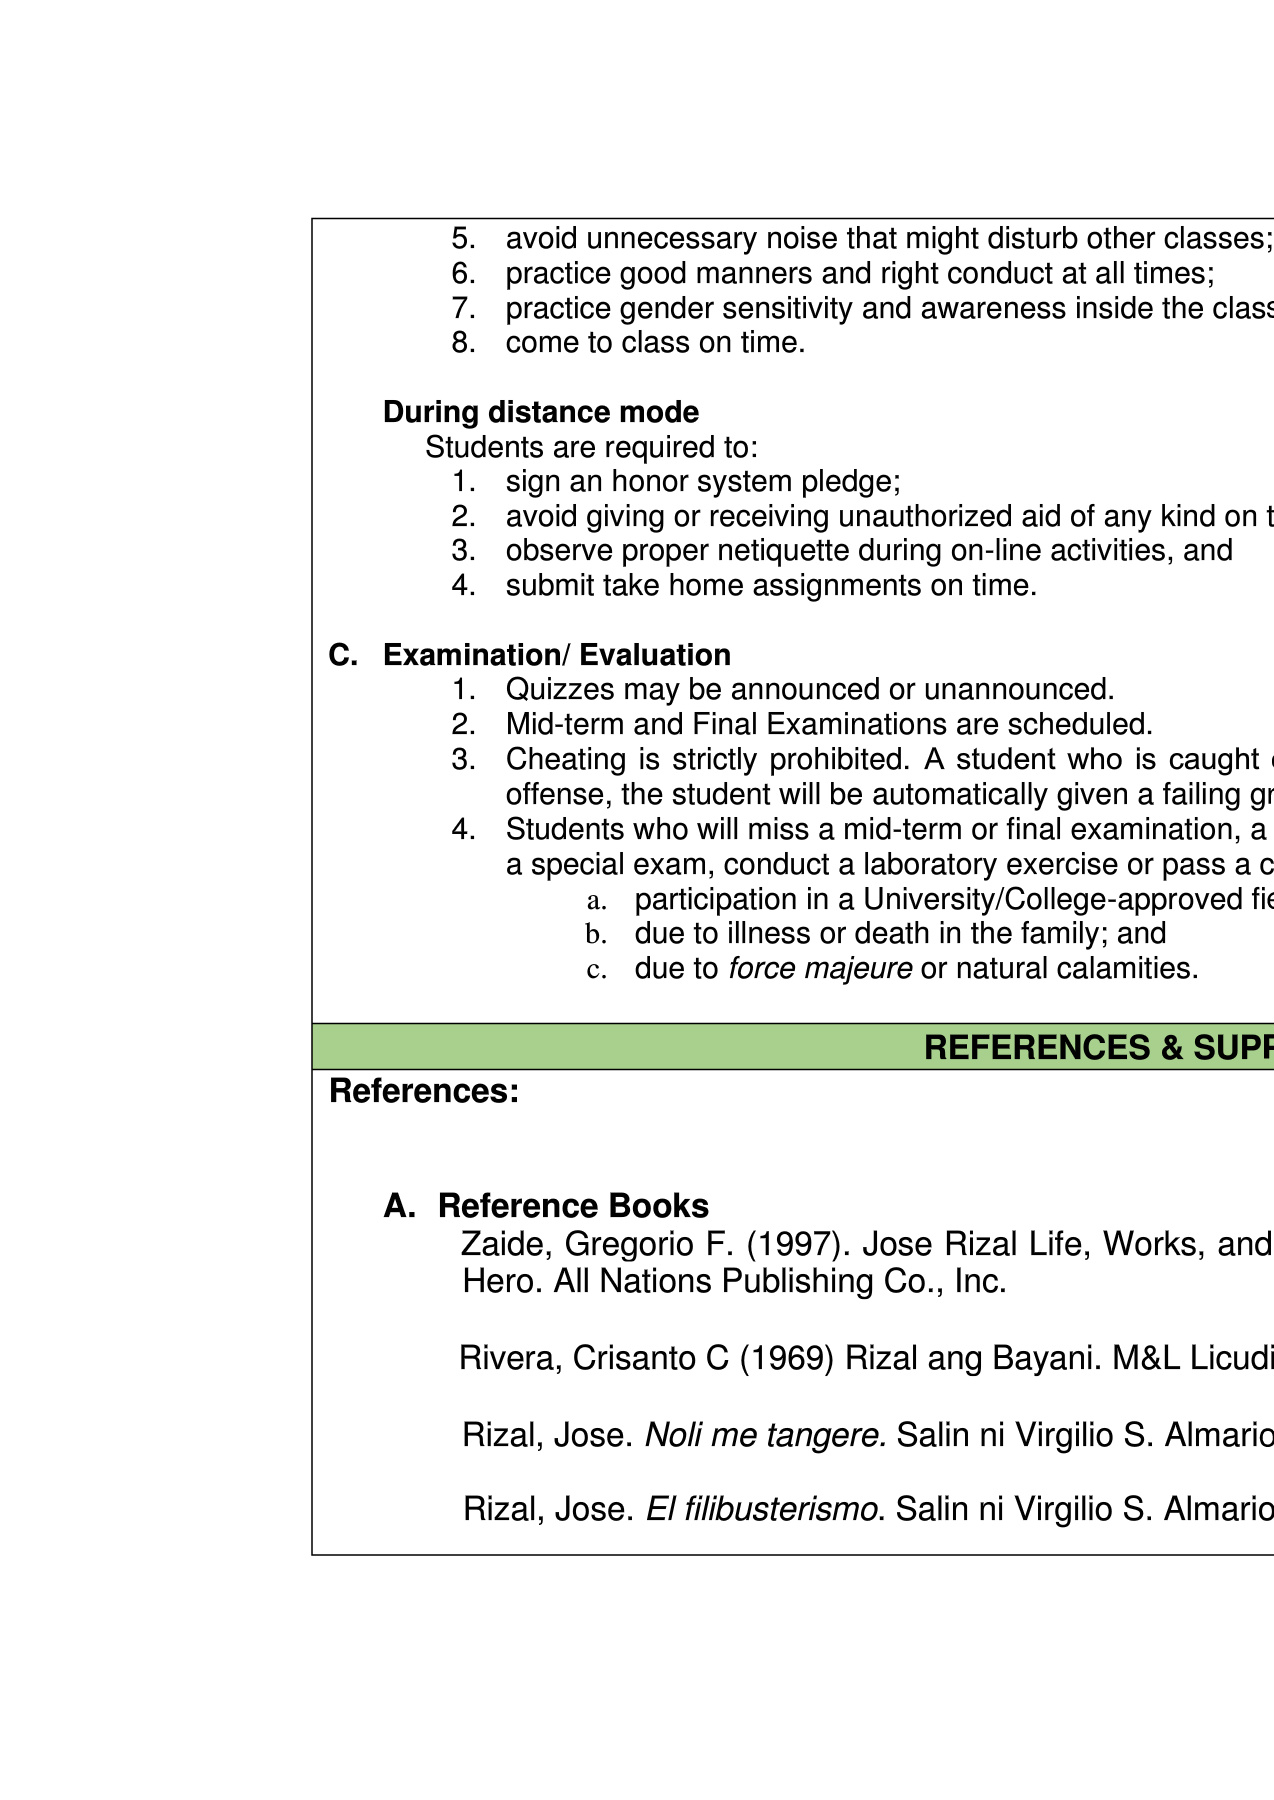 5. avoid unnecessary noise that might disturb other classes;
6. practice good manners and right conduct at all times;
7. practice gender sensitivity and awareness inside the
8. come to class on time.
During distance mode
Students are required to:
1. sign an honor system pledge;
2. avoid giving or receiving unauthorized aid of any kind on
3. observe proper netiquette during on-line activities, and
4. submit take home assignments on time.
C. Examination/ Evaluation
1. Quizzes may be announced or unannounced.
2. Mid-term and Final Examinations are scheduled.
3. Cheating is strictly prohibited. A student who is caught
offense, the student will be automatically given a failing
4. Students who will miss a mid-term or final examination, a
a special exam, conduct a laboratory exercise or pass a
a. participation in a University/College-approved
b. due to illness or death in the family; and
c. due to force majeure or natural calamities.
REFERENCES &
References:
A. Reference Books
Zaide, Gregorio F. (1997). Jose Rizal Life, Works, and
Hero. All Nations Publishing Co., Inc.
Rivera, Crisanto C (1969) Rizal ang Bayani. M&L
Rizal, Jose. Noli me tangere. Salin ni Virgilio S. Almario
Rizal, Jose. El filibusterismo. Salin ni Virgilio S. Almario